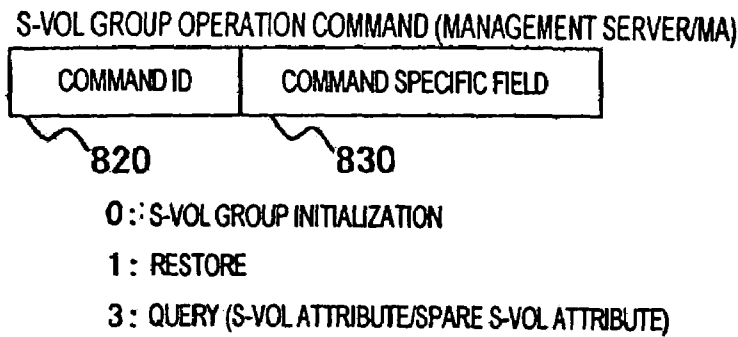 S-VOL GROUP OPERATION COMMAND (MANAGEMENT SERVER/MA)
COMMAND ID COMMAND SPECIFIC FIELD
820 830
0 : S-VOL GROUP INITIALIZATION
1 : RESTORE
3 : QUERY (S-VOL ATTRIBUTE/SPARE S-VOL ATTRIBUTE)